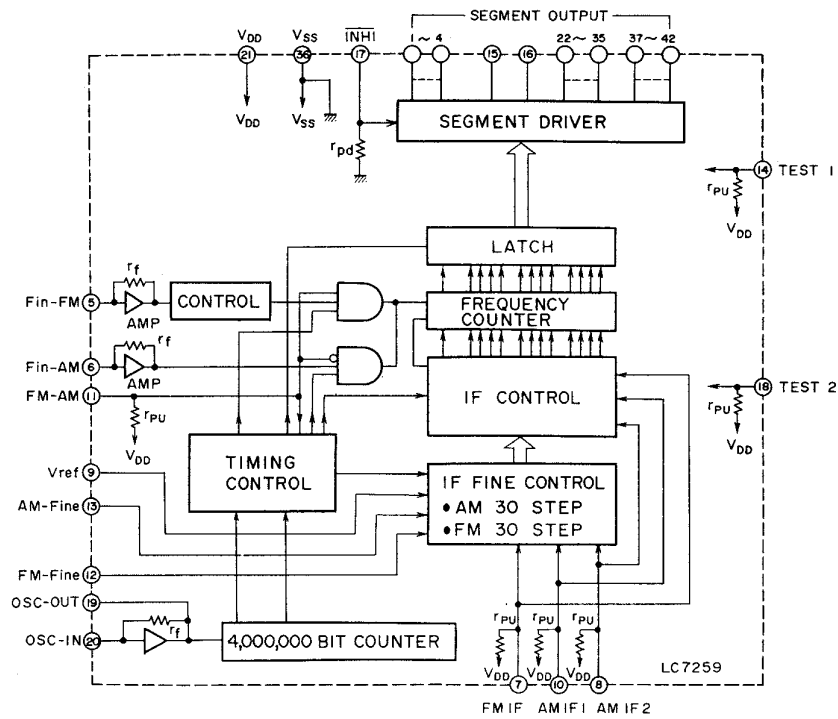 SEGMENT OUTPUT
VDD VSS INH1 1~4 22~35 37~42
21 36 17 15 16
VDD VSS
SEGMENT DRIVER
rpd
14 TEST 1
rPU
VDD
LATCH
rf
Fin-FM 5
AMP
CONTROL
FREQUENCY
COUNTER
rf
Fin-AM 6
AMP
FM-AM 11
rPU
VDD
IF CONTROL
18 TEST 2
rPU
VDD
TIMING
CONTROL
Vref 9
AM-Fine 13
IF FINE CONTROL
• AM 30 STEP
• FM 30 STEP
FM-Fine 12
OSC-OUT 19
rf
OSC-IN 20
4,000,000 BIT COUNTER
rPU rPU rPU
VDD VDD VDD
LC7259
7 10 8
FM IF AM IF1 AM IF2